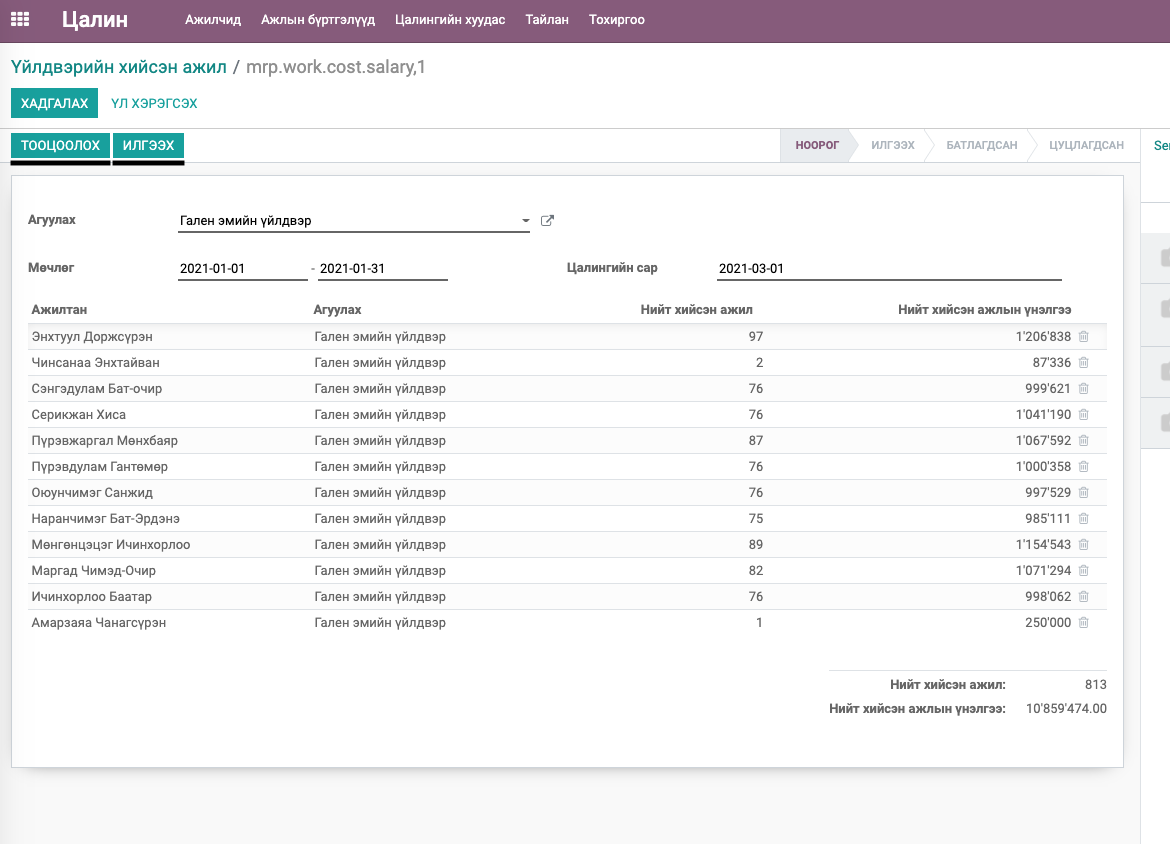 Цалин Ажилчид Ажлын бүртгэлүүд Цалингийн хуудас Тайлан Тохиргоо
Үйлдвэрийн хийсэн ажил / mrp.work.cost.salary,1
ХАДГАЛАХ ҮЛ ХЭРЭГСЭХ
ТООЦООЛОХ ИЛГЭЭХ НООРОГ ИЛГЭЭХ БАТЛАГДСАН ЦУЦЛАГДСАН
Агуулах Гален эмийн үйлдвэр
Мөчлөг 2021-01-01 - 2021-01-31 Цалингийн сар 2021-03-01
Ажилтан Агуулах Нийт хийсэн ажил Нийт хийсэн ажлын үнэлгээ
Энхтуул Доржсүрэн Гален эмийн үйлдвэр 97 1'206'838
Чинсанаа Энхтайван Гален эмийн үйлдвэр 2 87'336
Сэнгэдулам Бат-очир Гален эмийн үйлдвэр 76 999'621
Серикжан Хиса Гален эмийн үйлдвэр 76 1'041'190
Пүрэвжаргал Мөнхбаяр Гален эмийн үйлдвэр 87 1'067'592
Пүрэвдулам Гантөмөр Гален эмийн үйлдвэр 76 1'000'358
Оюунчимэг Санжид Гален эмийн үйлдвэр 76 997'529
Наранчимэг Бат-Эрдэнэ Гален эмийн үйлдвэр 75 985'111
Мөнгөнцэцэг Ичинхорлоо Гален эмийн үйлдвэр 89 1'154'543
Маргад Чимэд-Очир Гален эмийн үйлдвэр 82 1'071'294
Ичинхорлоо Баатар Гален эмийн үйлдвэр 76 998'062
Амарзаяа Чанагсүрэн Гален эмийн үйлдвэр 1 250'000
Нийт хийсэн ажил: 813
Нийт хийсэн ажлын үнэлгээ: 10'859'474.00